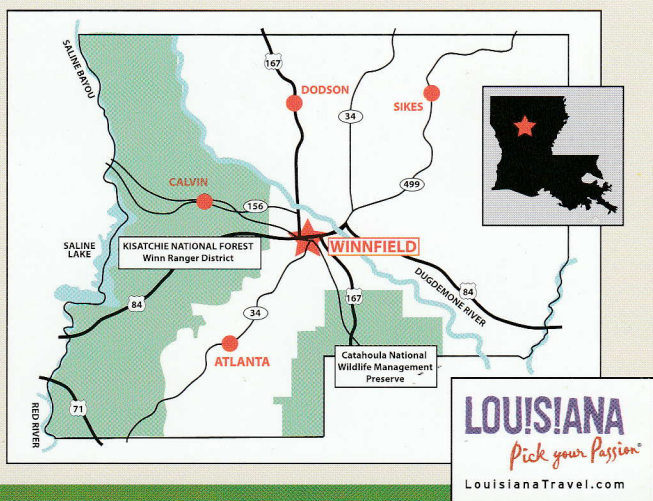 SALINE BAYOU
167
DODSON
SIKES
34
499
CALVIN
156
SALINE
LAKE
KISATCHIE NATIONAL FOREST
Winn Ranger District
WINNFIELD
DUGDEMONE RIVER
84
84
167
34
ATLANTA
Catahoula National
Wildlife Management
Preserve
71
RED RIVER
LOU!S!ANA
Pick your Passion®
LouisianaTravel.com